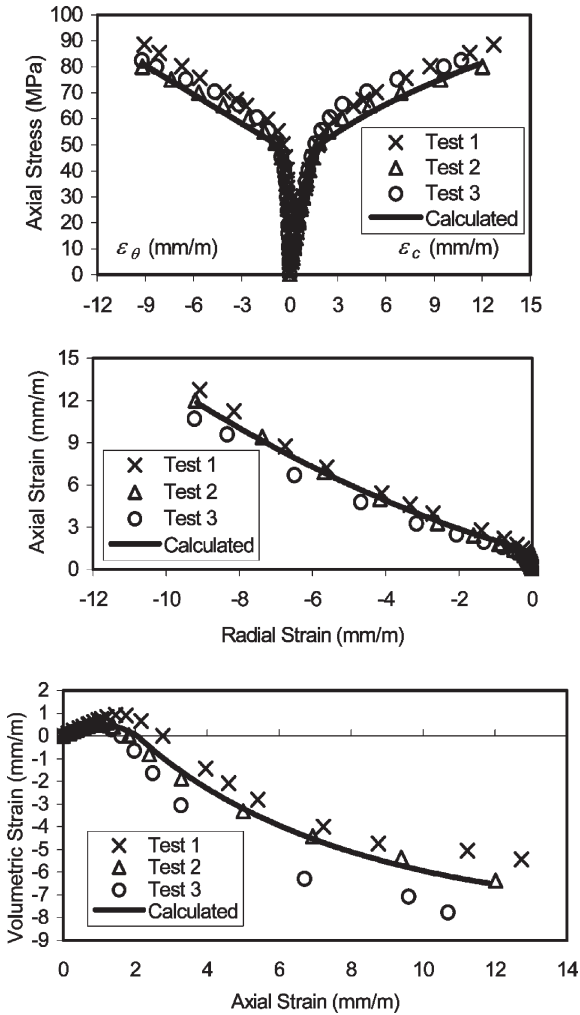 Axial Stress (MPa)
100
90
80
70
60
50
40
30
20
10
0
Test 1
Test 2
Test 3
Calculated
εθ (mm/m)
εc (mm/m)
-12 -9 -6 -3 0 3 6 9 12 15
Axial Strain (mm/m)
15
12
9
6
3
0
Test 1
Test 2
Test 3
Calculated
-12 -10 -8 -6 -4 -2 0
Radial Strain (mm/m)
Volumetric Strain (mm/m)
2
1
0
-1
-2
-3
-4
-5
-6
-7
-8
-9
Test 1
Test 2
Test 3
Calculated
0 2 4 6 8 10 12 14
Axial Strain (mm/m)